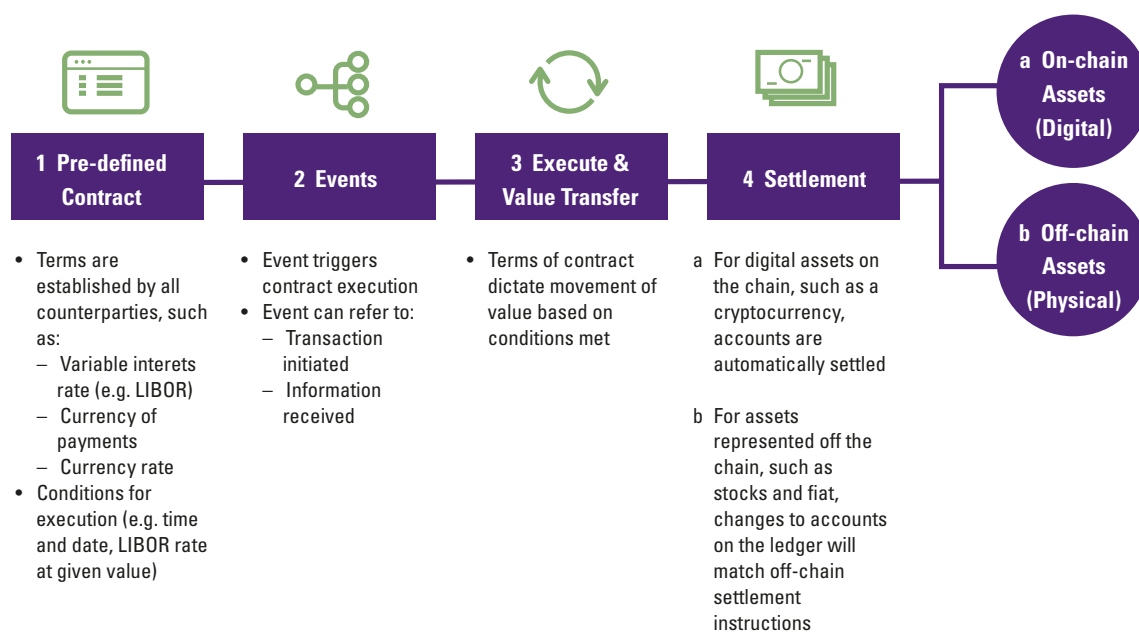 1 Pre-defined
Contract
2 Events
3 Execute &
Value Transfer
4 Settlement
a On-chain
Assets
(Digital)
b Off-chain
Assets
(Physical)
• Terms are
established by all
counterparties, such
as:
– Variable interets
rate (e.g. LIBOR)
– Currency of
payments
– Currency rate
• Conditions for
execution (e.g. time
and date, LIBOR rate
at given value)
• Event triggers
contract execution
• Event can refer to:
– Transaction
initiated
– Information
received
• Terms of contract
dictate movement of
value based on
conditions met
a For digital assets on
the chain, such as a
cryptocurrency,
accounts are
automatically settled
b For assets
represented off the
chain, such as
stocks and fiat,
changes to accounts
on the ledger will
match off-chain
settlement
instructions